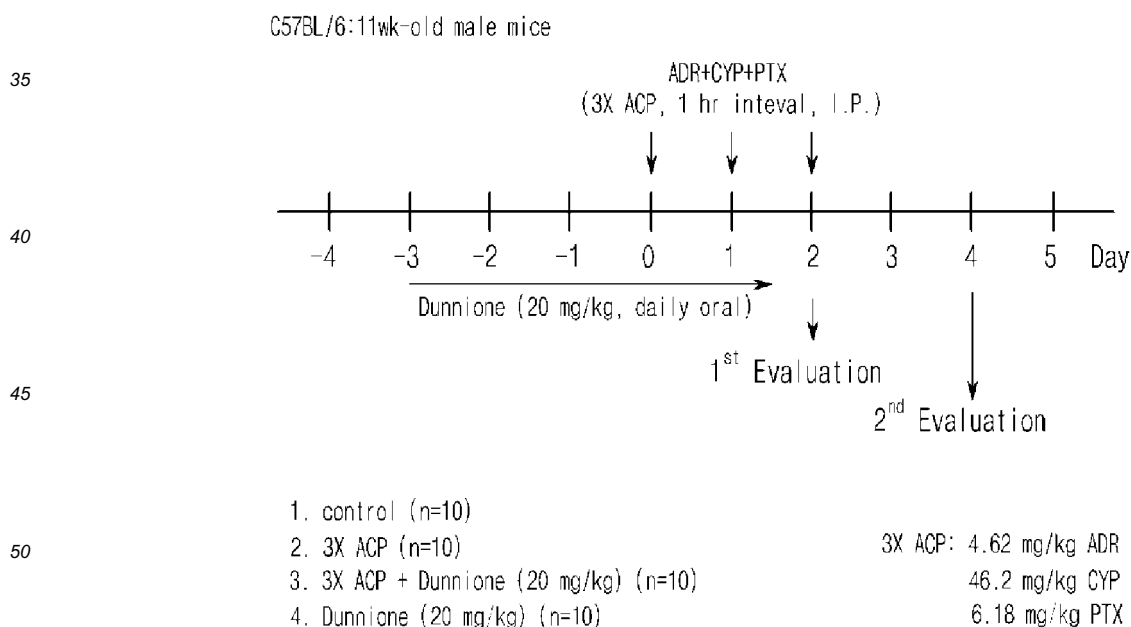 C57BL/6:11wk-old male mice
35
ADR+CYP+PTX
(3X ACP, 1 hr inteval, I.P.)
40
-4 -3 -2 -1 0 1 2 3 4 5 Day
Dunnione (20 mg/kg, daily oral)
1st Evaluation
45
2nd Evaluation
1. control (n=10)
2. 3X ACP (n=10)
3. 3X ACP + Dunnione (20 mg/kg) (n=10)
4. Dunnione (20 mg/kg) (n=10)
50
3X ACP: 4.62 mg/kg ADR
46.2 mg/kg CYP
6.18 mg/kg PTX